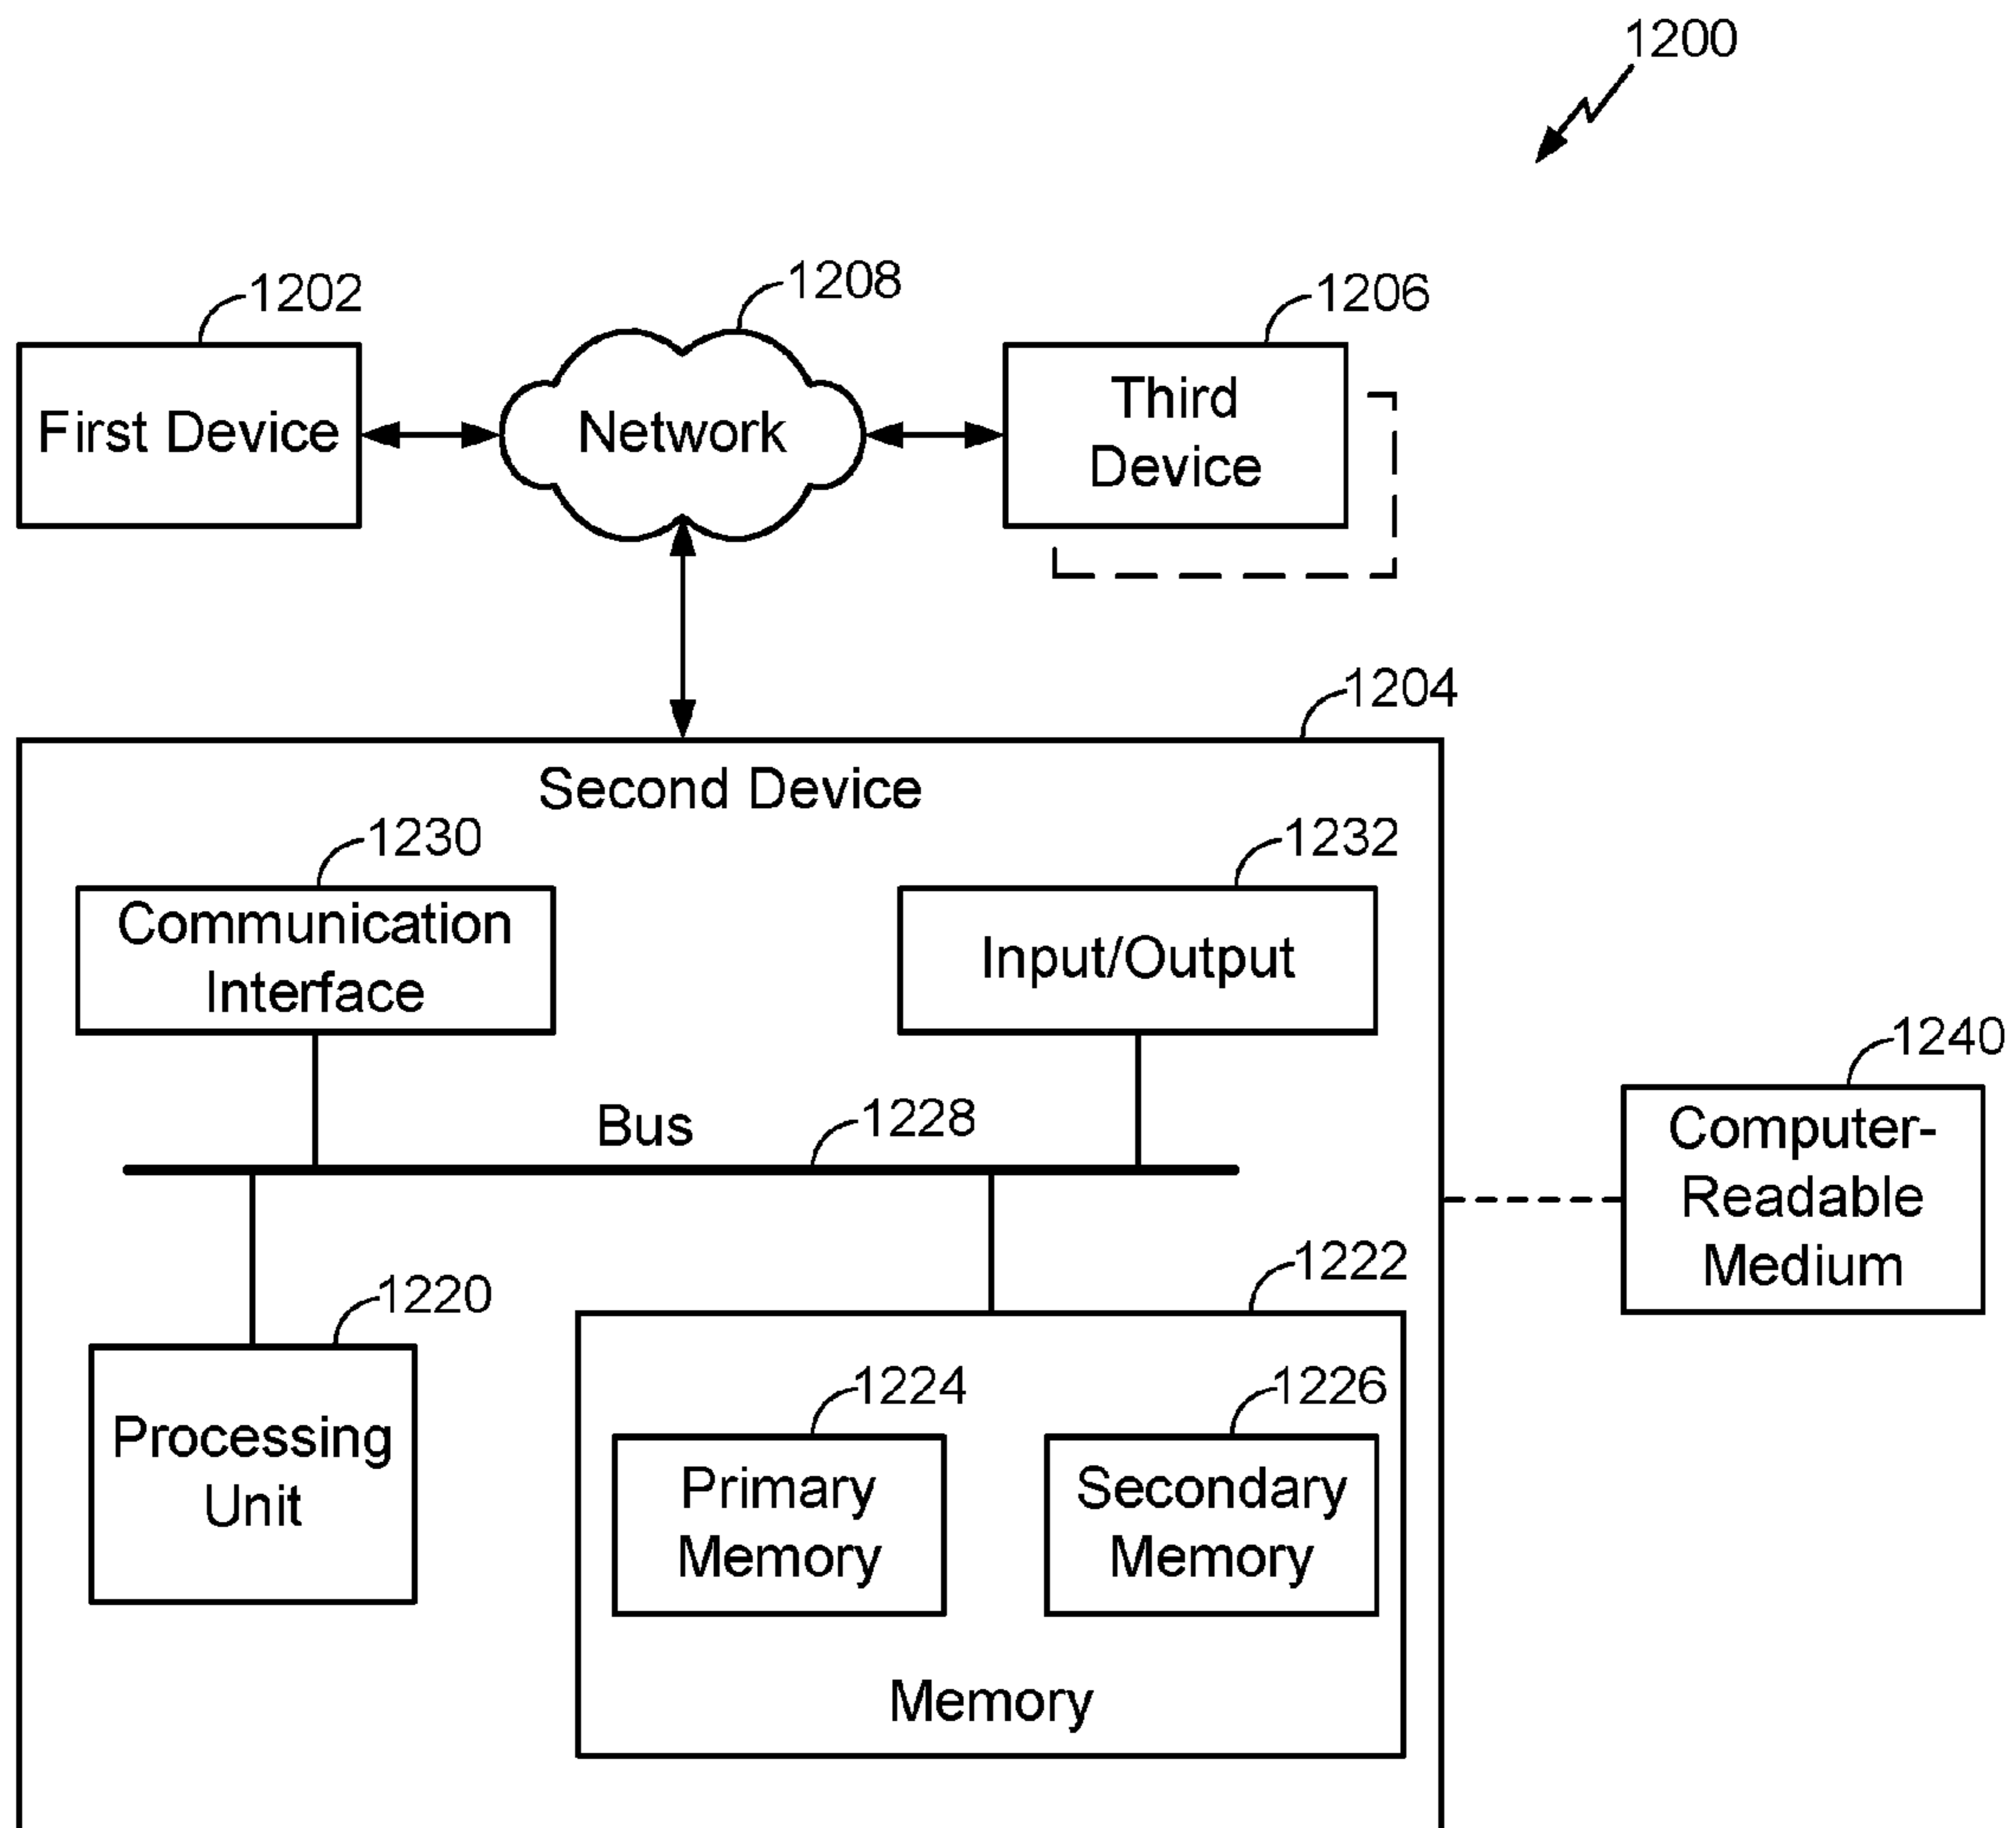 1200
1202
1208
1206
First Device
Network
Third
Device
1204
Second Device
1230
1232
Communication
Interface
Input/Output
1240
Computer-
Readable
Medium
Bus
1228
1222
1220
Processing
Unit
1224
1226
Primary
Memory
Secondary
Memory
Memory